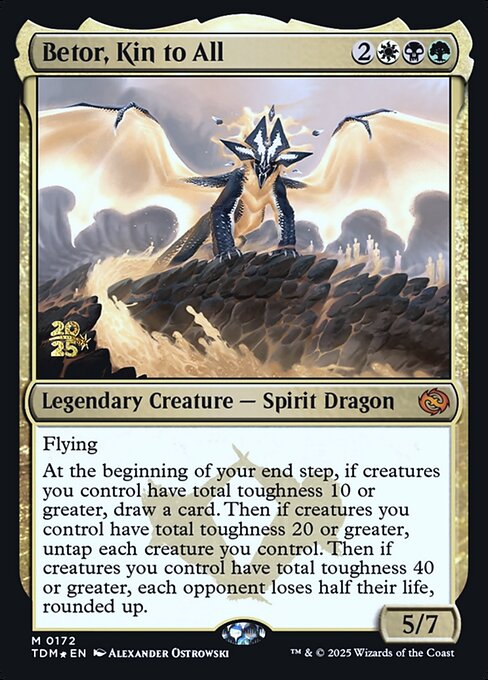 Betor, Kin to All 2
2025
Legendary Creature — Spirit Dragon
Flying
At the beginning of your end step, if creatures
you control have total toughness 10 or
greater, draw a card. Then if creatures you
control have total toughness 20 or greater,
untap each creature you control. Then if
creatures you control have total toughness 40
or greater, each opponent loses half their life,
rounded up.
5/7
M 0172
TDM★EN Alexander Ostrowski ™ & © 2025 Wizards of the Coast